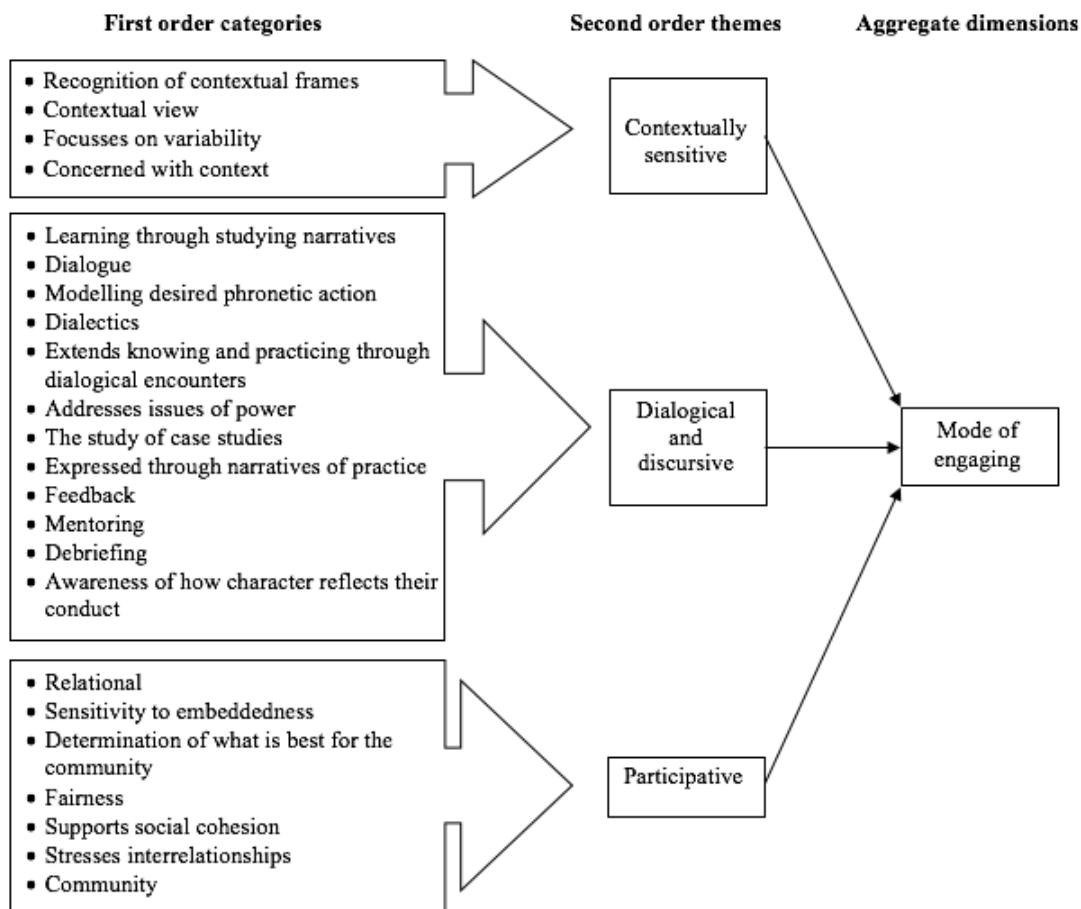 First order categories
Second order themes
Aggregate dimensions
• Recognition of contextual frames
• Contextual view
• Focusses on variability
• Concerned with context
Contextually
sensitive
• Learning through studying narratives
• Dialogue
• Modelling desired phronetic action
• Dialectics
• Extends knowing and practicing through
dialogical encounters
• Addresses issues of power
• The study of case studies
• Expressed through narratives of practice
• Feedback
• Mentoring
• Debriefing
• Awareness of how character reflects their
conduct
Dialogical
and
discursive
Mode of
engaging
• Relational
• Sensitivity to embeddedness
• Determination of what is best for the
community
• Fairness
• Supports social cohesion
• Stresses interrelationships
• Community
Participative